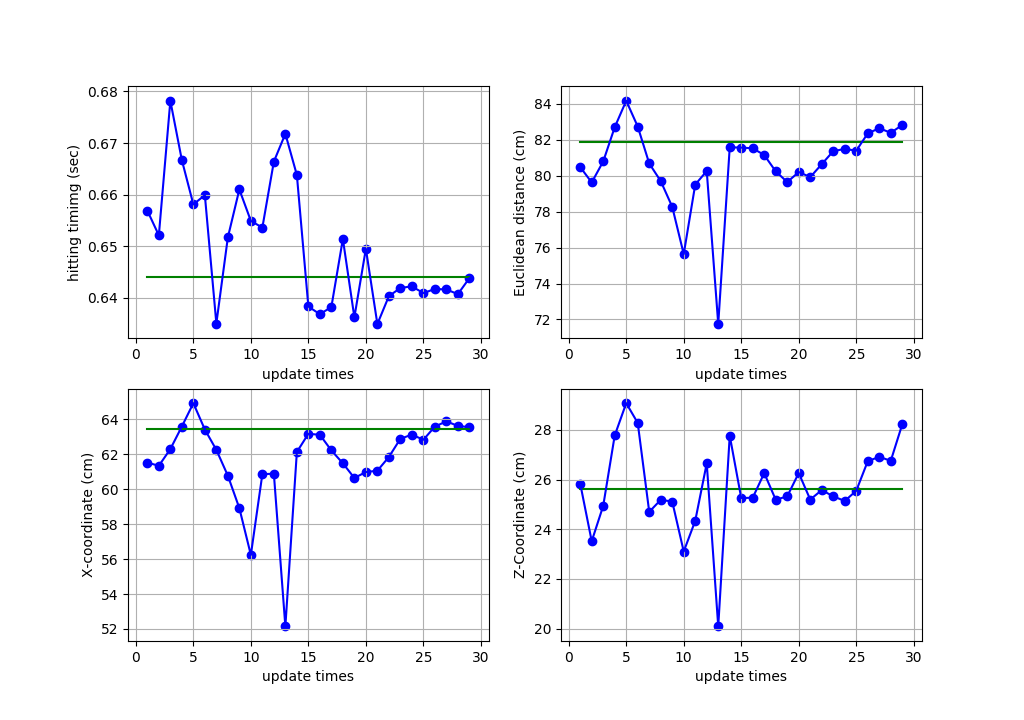 hitting timimg (sec)
0.68
0.67
0.66
0.65
0.64
0 5 10 15 20 25 30
update times
Euclidean distance (cm)
84
82
80
78
76
74
72
0 5 10 15 20 25 30
update times
X-coordinate (cm)
64
62
60
58
56
54
52
0 5 10 15 20 25 30
update times
Z-Coordinate (cm)
28
26
24
22
20
0 5 10 15 20 25 30
update times